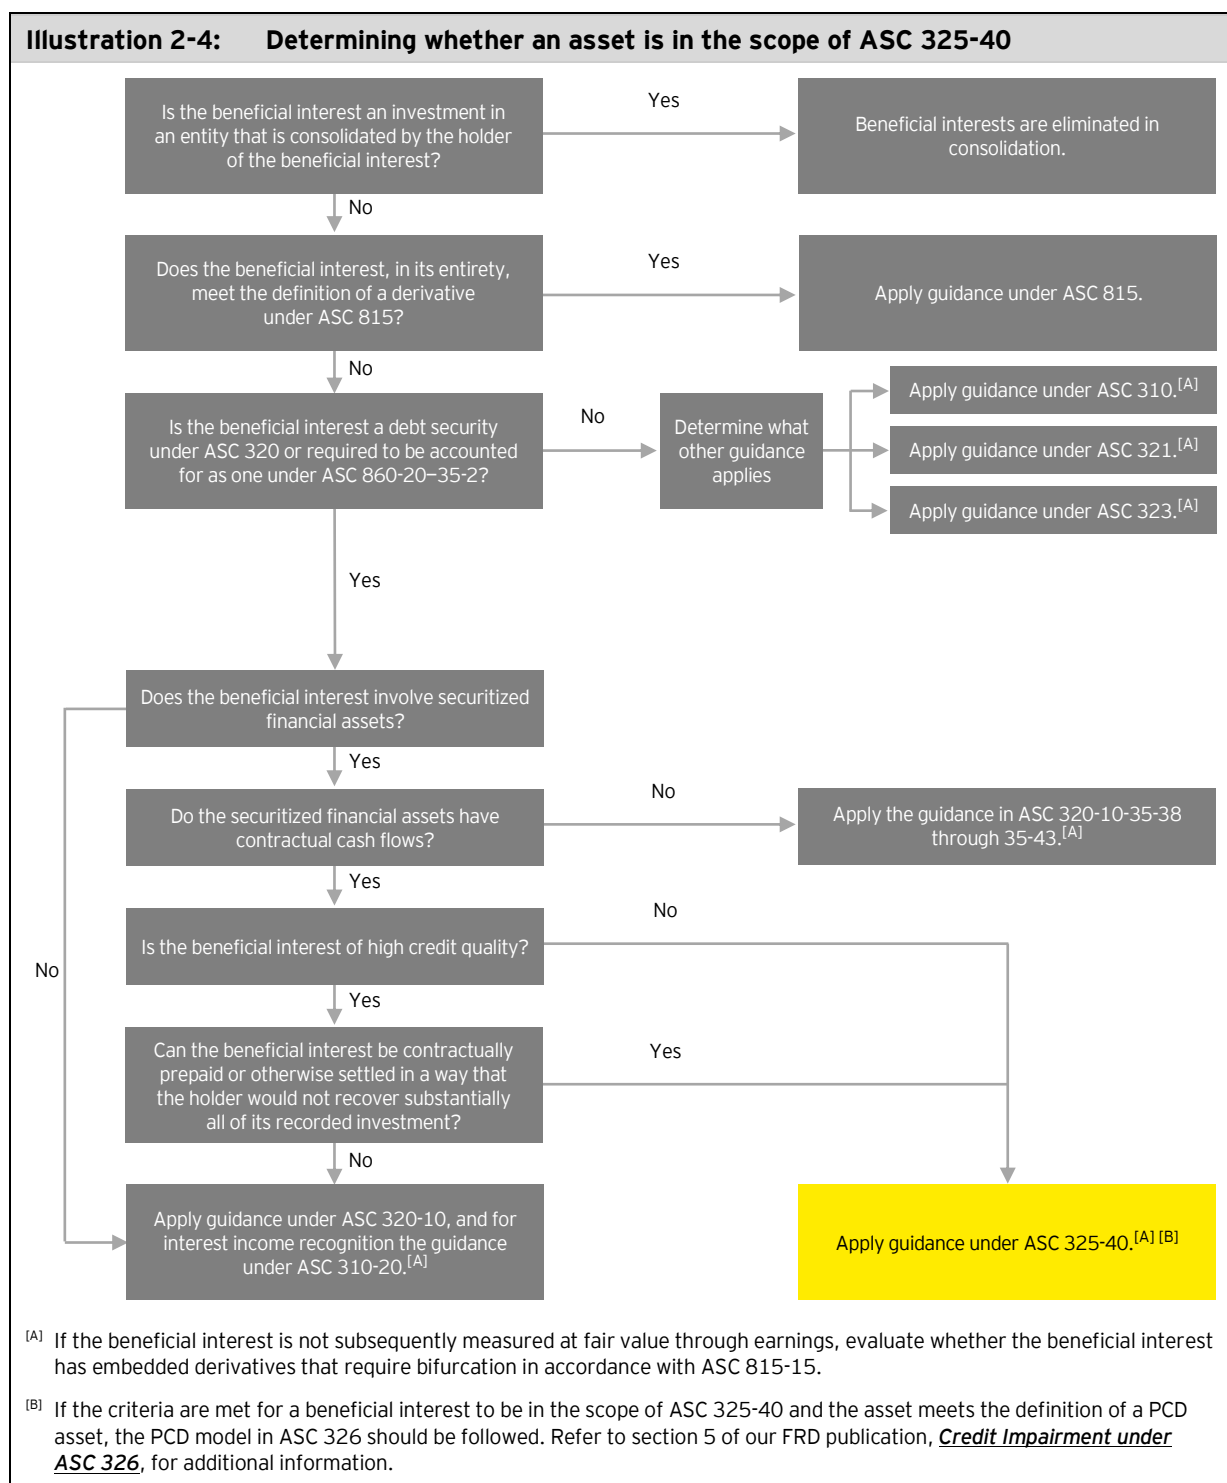 Illustration 2-4: Determining whether an asset is in the scope of ASC 325-40
Is the beneficial interest an investment in
an entity that is consolidated by the holder
of the beneficial interest?
Yes
Beneficial interests are eliminated in
consolidation.
No
Does the beneficial interest, in its entirety,
meet the definition of a derivative
under ASC 815?
Yes
Apply guidance under ASC 815.
No
Is the beneficial interest a debt security
under ASC 320 or required to be accounted
for as one under ASC 860-20–35-2?
No
Determine what
other guidance
applies
Apply guidance under ASC 310.[A]
Apply guidance under ASC 321.[A]
Apply guidance under ASC 323.[A]
Yes
Does the beneficial interest involve securitized
financial assets?
Yes
Do the securitized financial assets have
contractual cash flows?
No
Apply the guidance in ASC 320-10-35-38
through 35-43.[A]
Yes
Is the beneficial interest of high credit quality?
No
No
Yes
Can the beneficial interest be contractually
prepaid or otherwise settled in a way that
the holder would not recover substantially
all of its recorded investment?
Yes
No
Apply guidance under ASC 320-10, and for
interest income recognition the guidance
under ASC 310-20.[A]
Apply guidance under ASC 325-40.[A] [B]
[A] If the beneficial interest is not subsequently measured at fair value through earnings, evaluate whether the beneficial interest
has embedded derivatives that require bifurcation in accordance with ASC 815-15.
[B] If the criteria are met for a beneficial interest to be in the scope of ASC 325-40 and the asset meets the definition of a PCD
asset, the PCD model in ASC 326 should be followed. Refer to section 5 of our FRD publication, Credit Impairment under
ASC 326, for additional information.